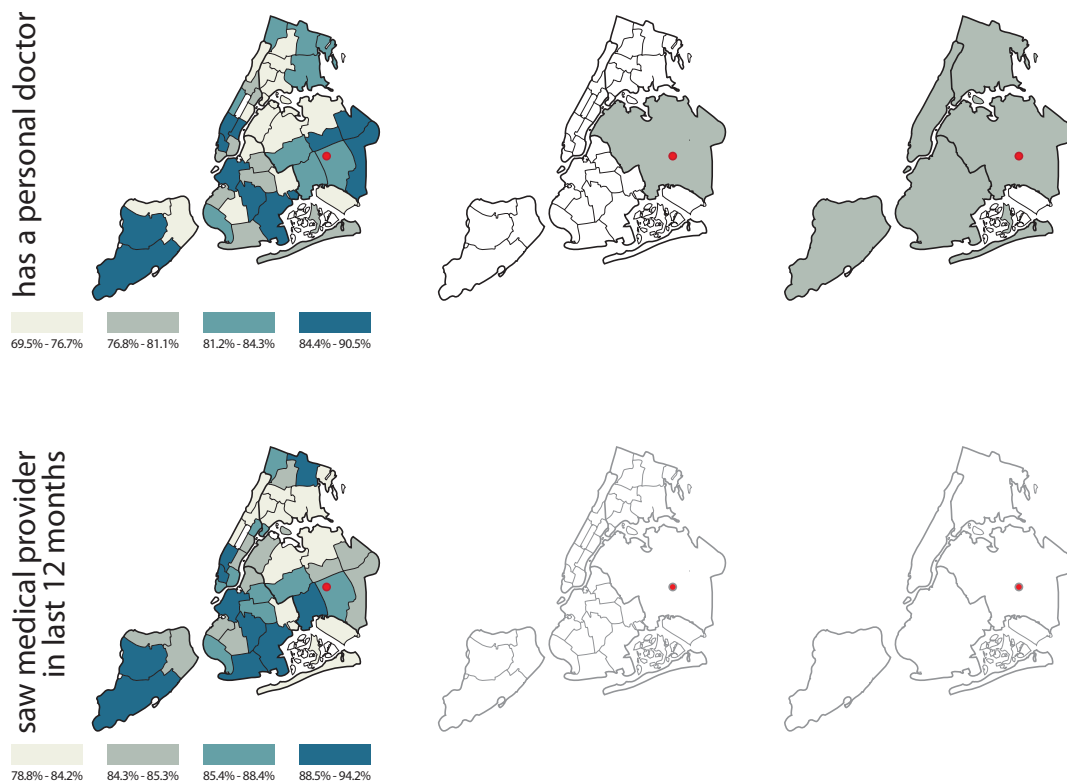 has a personal doctor
69.5% - 76.7%
76.8% - 81.1%
81.2% - 84.3%
84.4% - 90.5%
saw medical provider
in last 12 months
78.8% - 84.2%
84.3% - 85.3%
85.4% - 88.4%
88.5% - 94.2%